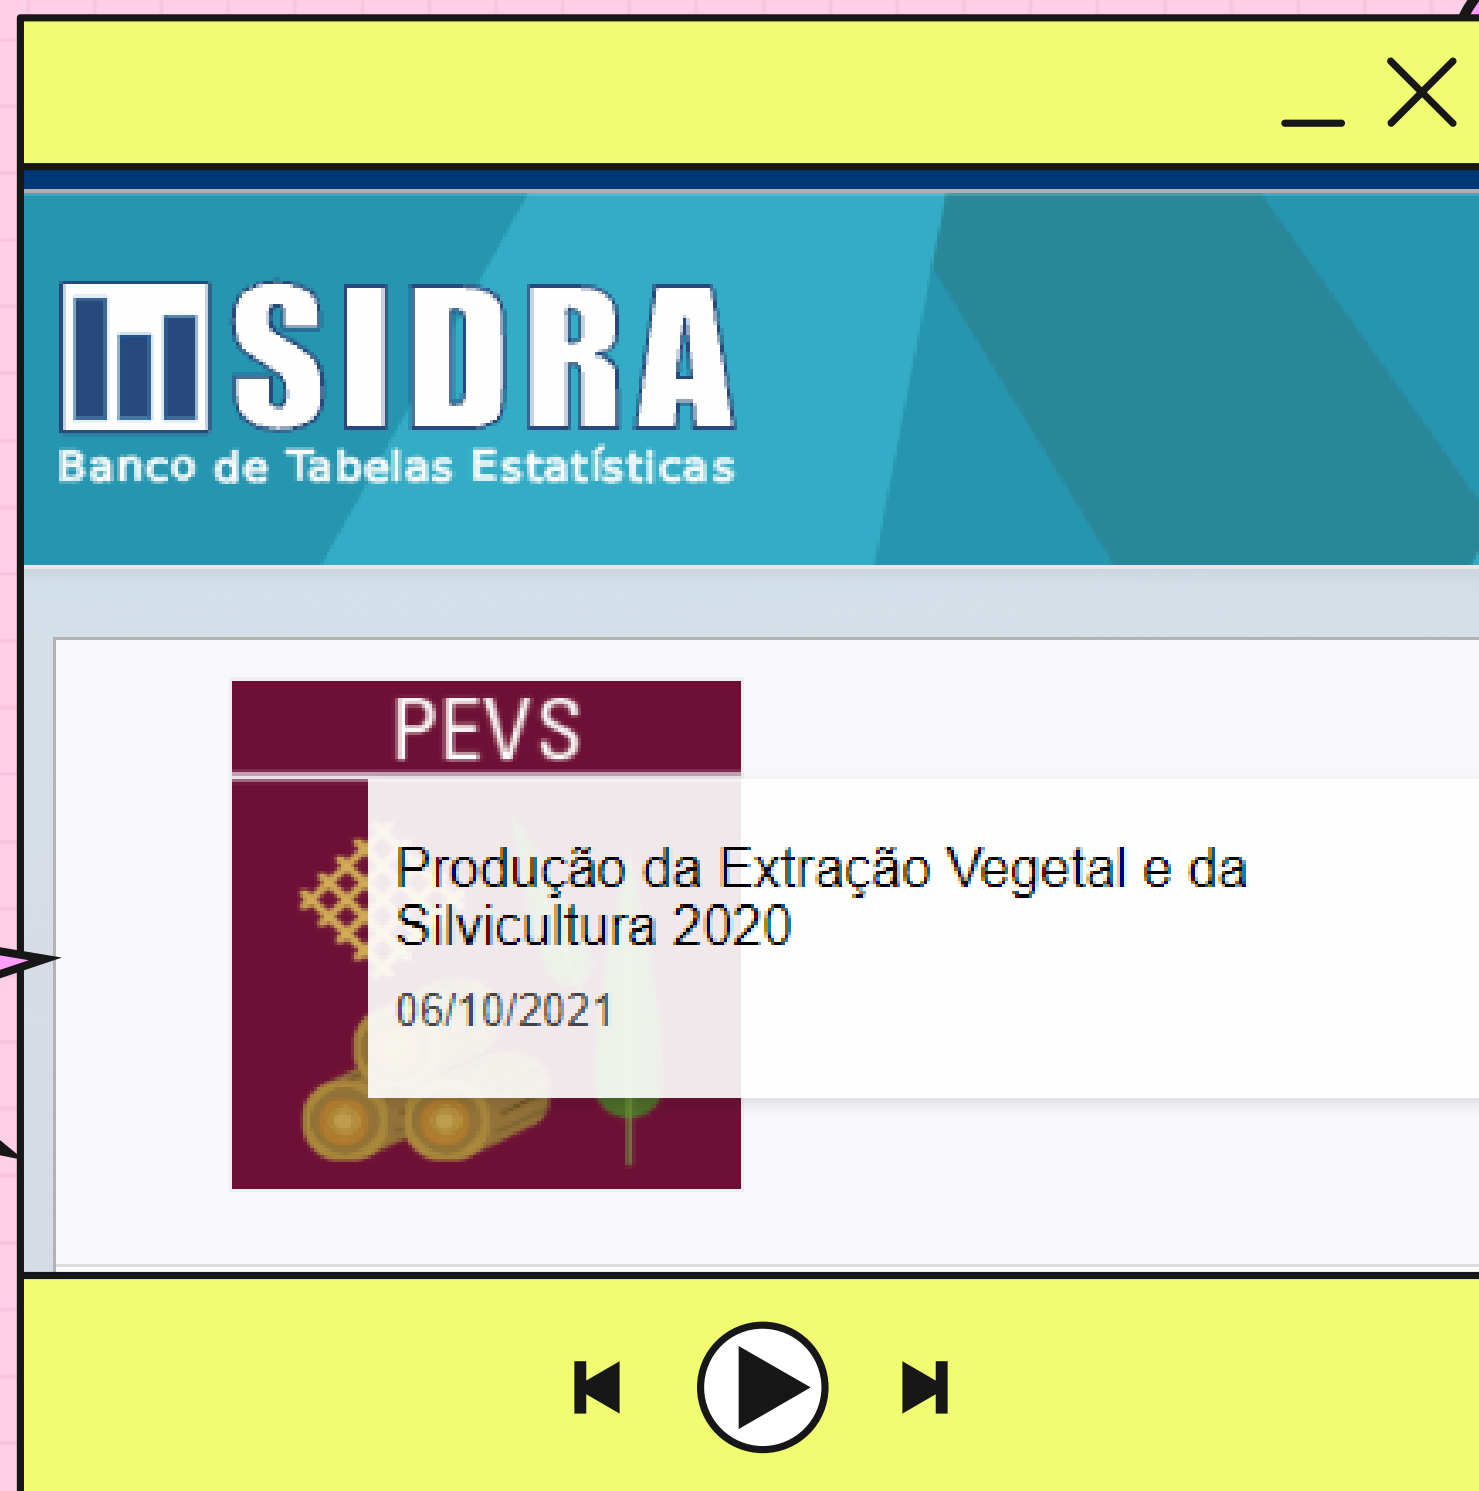 SIDRA
Banco de Tabelas Estatísticas
PEVS
Produção da Extração Vegetal e da
Silvicultura 2020
06/10/2021